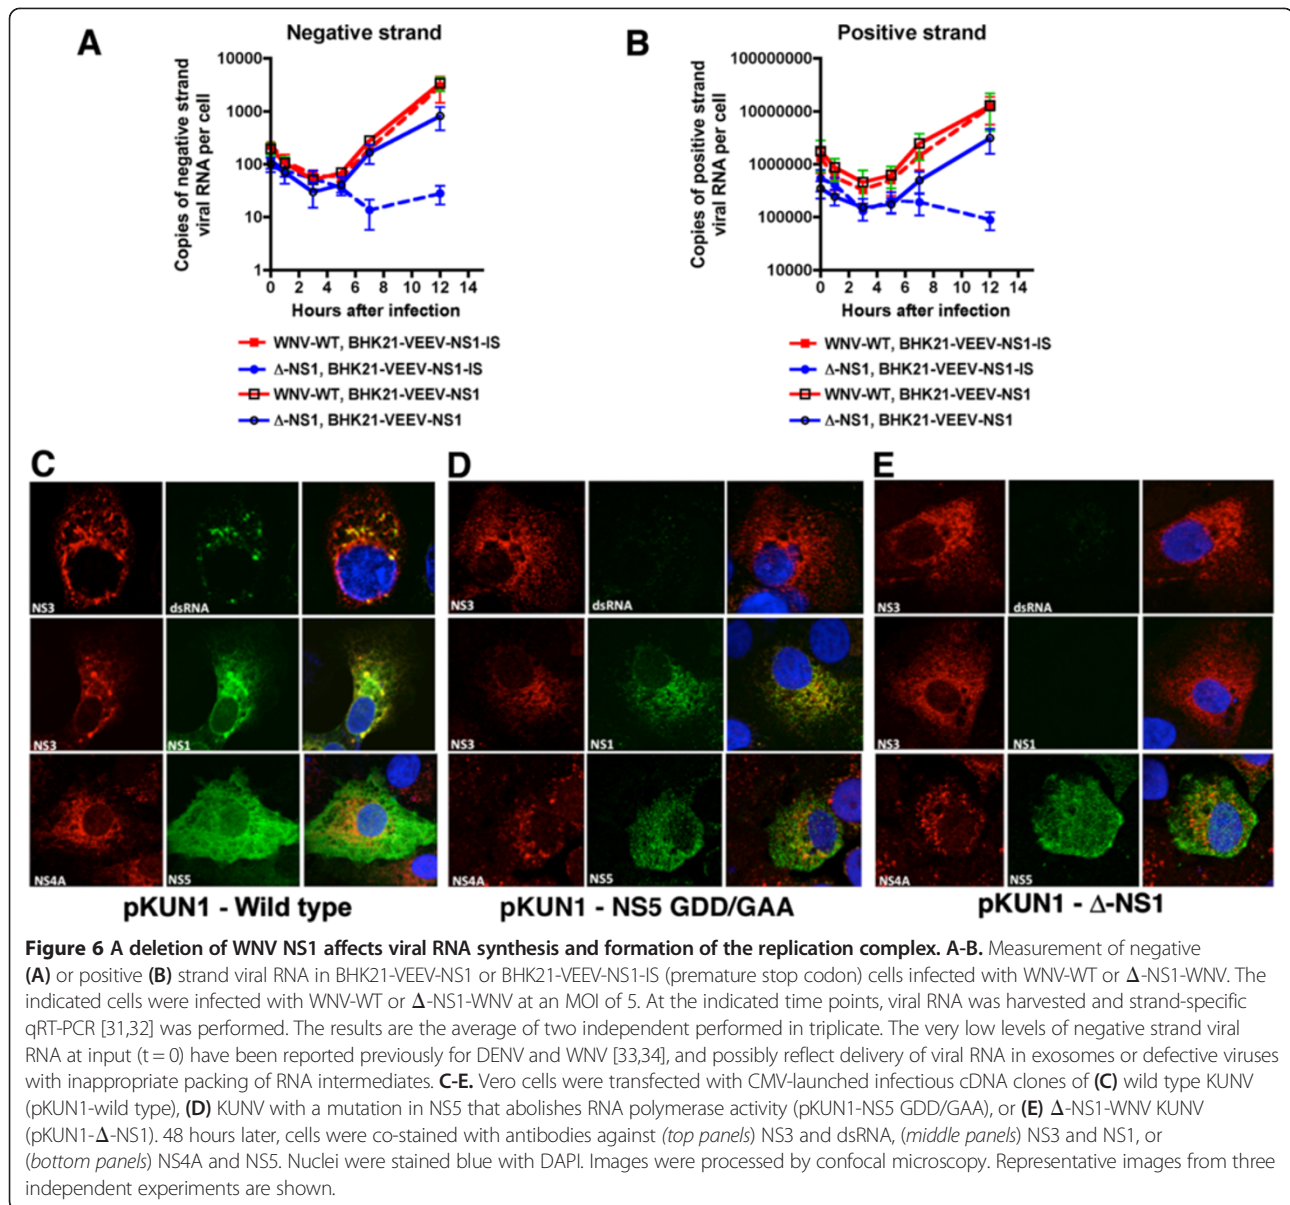 A
Negative strand
Copies of negative strand
viral RNA per cell
10000
1000
100
10
1
0 2 4 6 8 10 12 14
Hours after infection
WNV-WT, BHK21-VEEV-NS1-IS
Δ-NS1, BHK21-VEEV-NS1-IS
WNV-WT, BHK21-VEEV-NS1
Δ-NS1, BHK21-VEEV-NS1
B
Positive strand
Copies of positive strand
viral RNA per cell
100000000
10000000
1000000
100000
10000
0 2 4 6 8 10 12 14
Hours after infection
WNV-WT, BHK21-VEEV-NS1-IS
Δ-NS1, BHK21-VEEV-NS1-IS
WNV-WT, BHK21-VEEV-NS1
Δ-NS1, BHK21-VEEV-NS1
C
NS3 dsRNA
NS3 NS1
NS4A NS5
pKUN1 - Wild type
D
NS3 dsRNA
NS3 NS1
NS4A NS5
pKUN1 - NS5 GDD/GAA
E
NS3 dsRNA
NS3 NS1
NS4A NS5
pKUN1 - Δ-NS1
Figure 6 A deletion of WNV NS1 affects viral RNA synthesis and formation of the replication complex. A-B. Measurement of negative
(A) or positive (B) strand viral RNA in BHK21-VEEV-NS1 or BHK21-VEEV-NS1-IS (premature stop codon) cells infected with WNV-WT or Δ-NS1-WNV. The
indicated cells were infected with WNV-WT or Δ-NS1-WNV at an MOI of 5. At the indicated time points, viral RNA was harvested and strand-specific
qRT-PCR [31,32] was performed. The results are the average of two independent performed in triplicate. The very low levels of negative strand viral
RNA at input (t = 0) have been reported previously for DENV and WNV [33,34], and possibly reflect delivery of viral RNA in exosomes or defective viruses
with inappropriate packing of RNA intermediates. C-E. Vero cells were transfected with CMV-launched infectious cDNA clones of (C) wild type KUNV
(pKUN1-wild type), (D) KUNV with a mutation in NS5 that abolishes RNA polymerase activity (pKUN1-NS5 GDD/GAA), or (E) Δ-NS1-WNV KUNV
(pKUN1-Δ-NS1). 48 hours later, cells were co-stained with antibodies against (top panels) NS3 and dsRNA, (middle panels) NS3 and NS1, or
(bottom panels) NS4A and NS5. Nuclei were stained blue with DAPI. Images were processed by confocal microscopy. Representative images from three
independent experiments are shown.